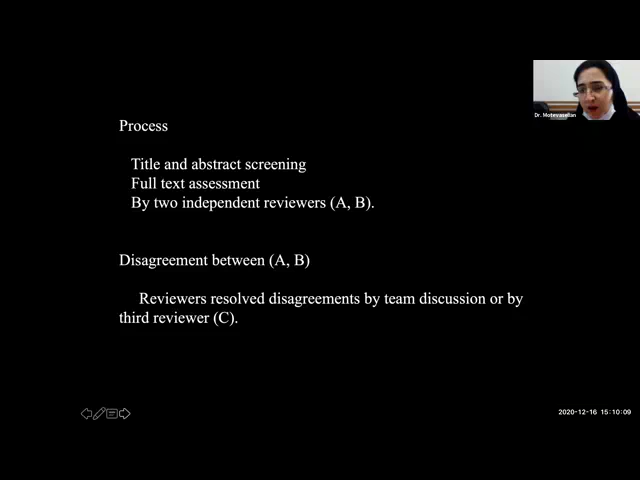 Process
Title and abstract screening
Full text assessment
By two independent reviewers (A, B).
Disagreement between (A, B)
Reviewers resolved disagreements by team discussion or by
third reviewer (C).
Dr. Motevasselian
2020-12-16 15:10:09